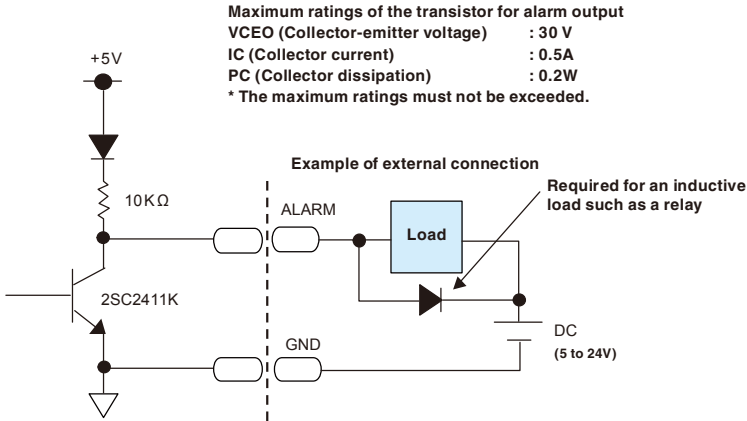 Maximum ratings of the transistor for alarm output
VCEO (Collector-emitter voltage) : 30 V
IC (Collector current) : 0.5A
PC (Collector dissipation) : 0.2W
* The maximum ratings must not be exceeded.
+5V
Example of external connection
Required for an inductive
load such as a relay
10KΩ
ALARM
Load
2SC2411K
GND
DC
(5 to 24V)